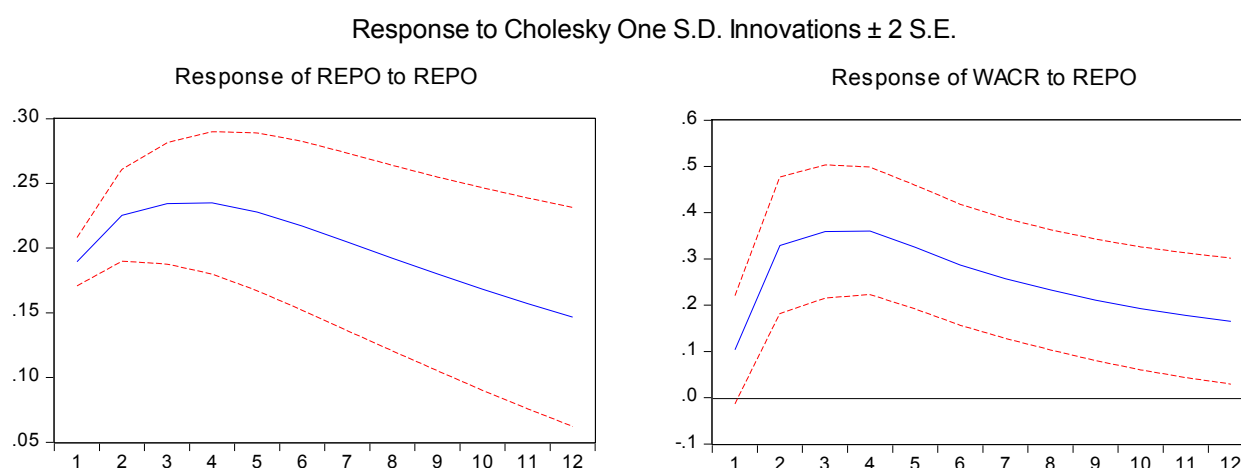 Response to Cholesky One S.D. Innovations ± 2 S.E.
Response of REPO to REPO
.30
.25
.20
.15
.10
.05
1 2 3 4 5 6 7 8 9 10 11 12
Response of WACR to REPO
.6
.5
.4
.3
.2
.1
.0
-.1
1 2 3 4 5 6 7 8 9 10 11 12